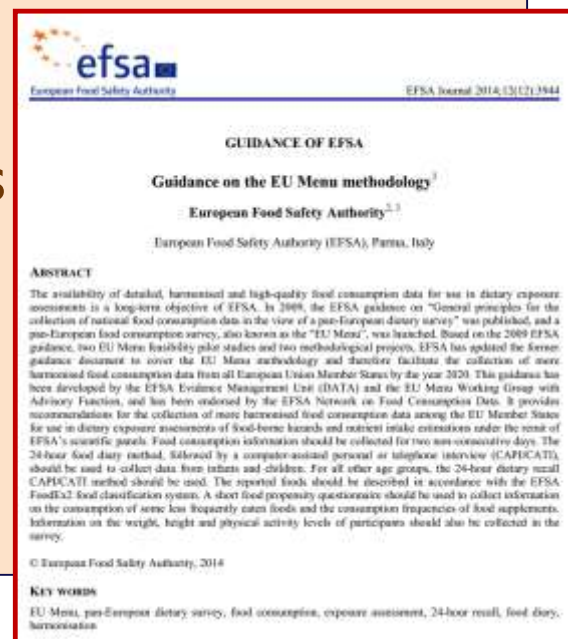 s
efsa
European Food Safety Authority
EFSA Journal 2014;12(12):3944
GUIDANCE OF EFSA
Guidance on the EU Menu methodology1
European Food Safety Authority2, 3
European Food Safety Authority (EFSA), Parma, Italy
ABSTRACT
The availability of detailed, harmonised and high-quality food consumption data for use in dietary exposure
assessments is a long-term objective of EFSA. In 2009, the EFSA guidance on “General principles for the
collection of national food consumption data in the view of a pan-European dietary survey” was published, and a
pan-European food consumption survey, also known as the “EU Menu”, was launched. Based on the 2009 EFSA
guidance, two EU Menu feasibility pilot studies and two methodological projects, EFSA has updated the former
guidance document to cover the EU Menu methodology and therefore facilitate the collection of more
harmonised food consumption data from all European Union Member States by the year 2020. This guidance has
been developed by the EFSA Evidence Management Unit (DATA) and the EU Menu Working Group with
Advisory Function, and has been endorsed by the EFSA Network on Food Consumption Data. It provides
recommendations for the collection of more harmonised food consumption data among the EU Member States
for use in dietary exposure assessments of food-borne hazards and nutrient intake estimations under the remit of
EFSA’s scientific panels. Food consumption information should be collected for two non-consecutive days. The
24-hour food diary method, followed by a computer-assisted personal or telephone interview (CAPI/CATI),
should be used to collect data from infants and children. For all other age groups, the 24-hour dietary recall
CAPI/CATI method should be used. The reported foods should be described in accordance with the EFSA
FoodEx2 food classification system. A short food propensity questionnaire should be used to collect information
on the consumption of some less frequently eaten foods and the consumption frequencies of food supplements.
Information on the weight, height and physical activity levels of participants should also be collected in the
survey.
© European Food Safety Authority, 2014
KEY WORDS
EU Menu, pan-European dietary survey, food consumption, exposure assessment, 24-hour recall, food diary,
harmonisation